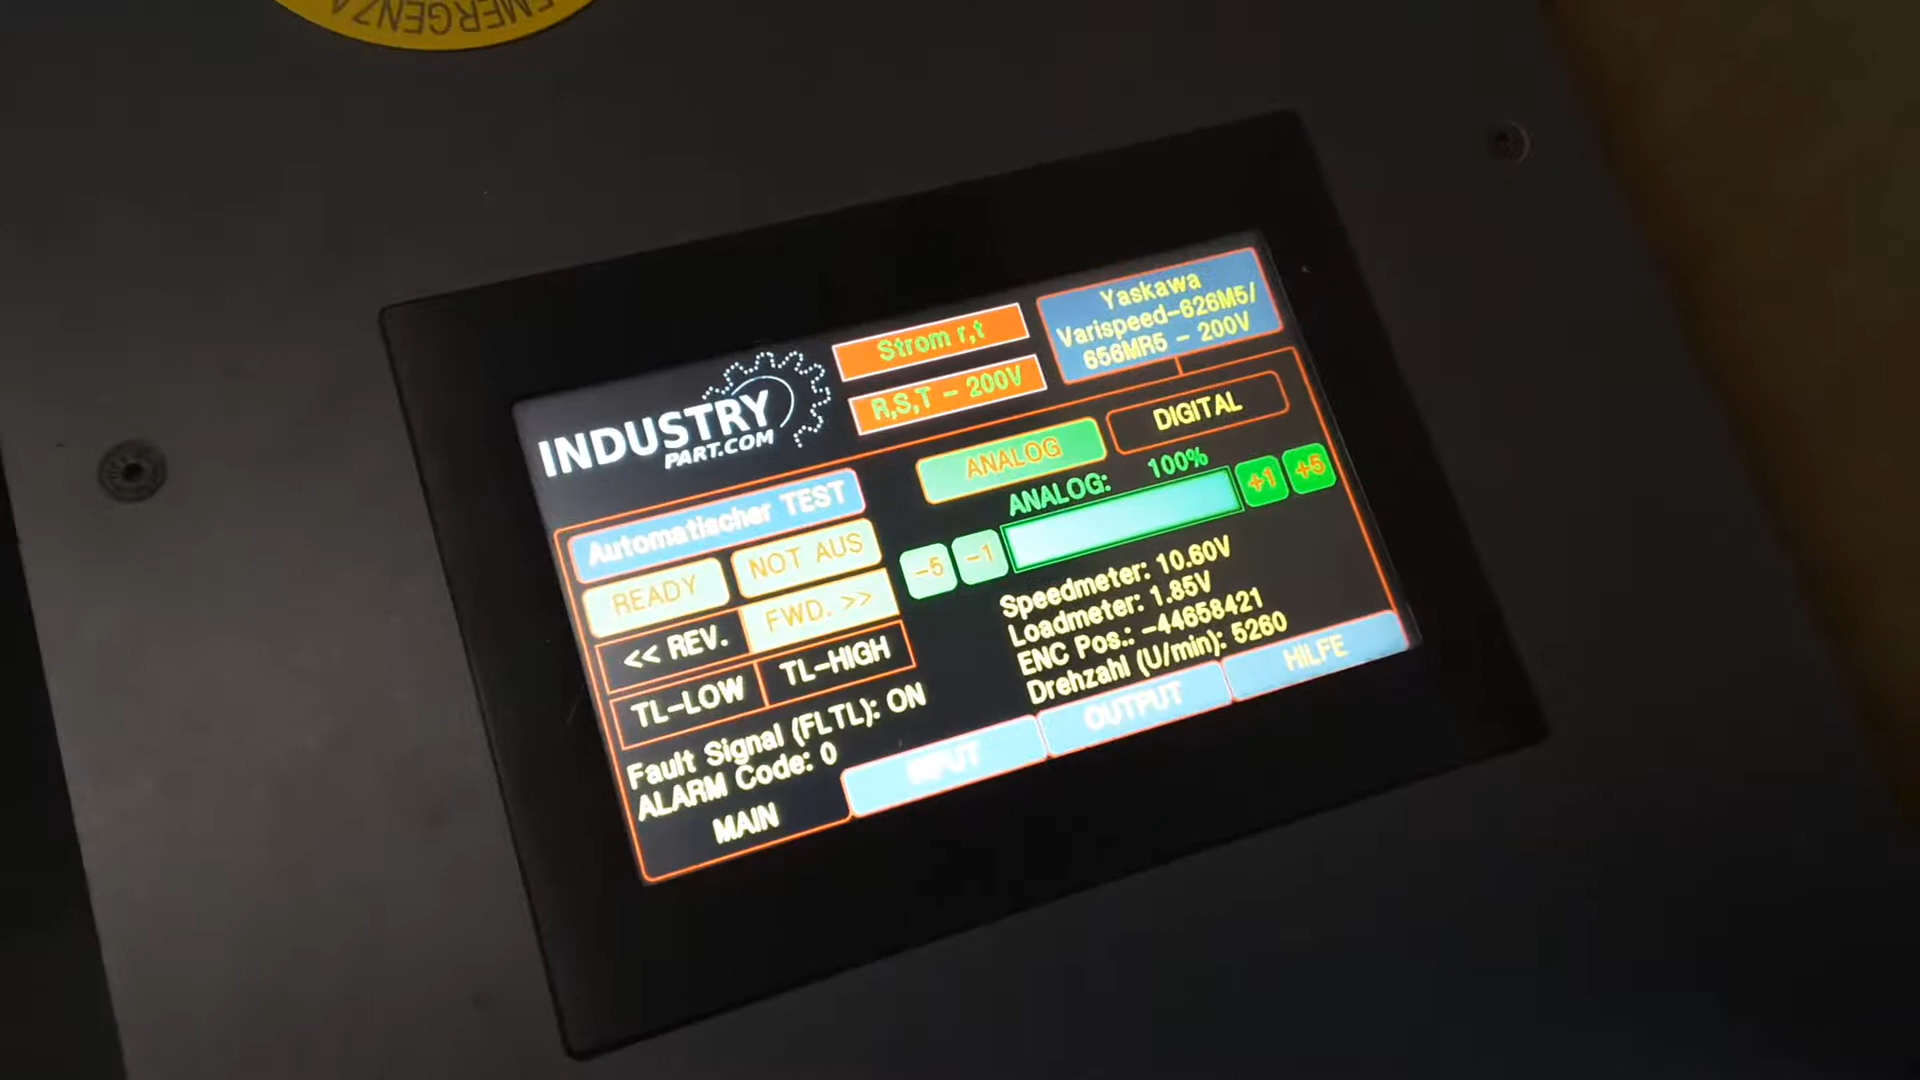 EMERGENZA
INDUSTRY
PART.COM
Strom r,t
R,S,T - 200V
Yaskawa
Varispeed-626M5/
656MR5 - 200V
ANALOG
DIGITAL
Automatischer TEST
READY
NOT AUS
<< REV.
FWD. >>
TL-LOW
TL-HIGH
Fault Signal (FLTL): ON
ALARM Code: 0
ANALOG: 100%
-5
-1
+1
+5
Speedmeter: 10.60V
Loadmeter: 1.85V
ENC Pos.: -44658421
Drehzahl (U/min): 5260
MAIN
INPUT
OUTPUT
HILFE